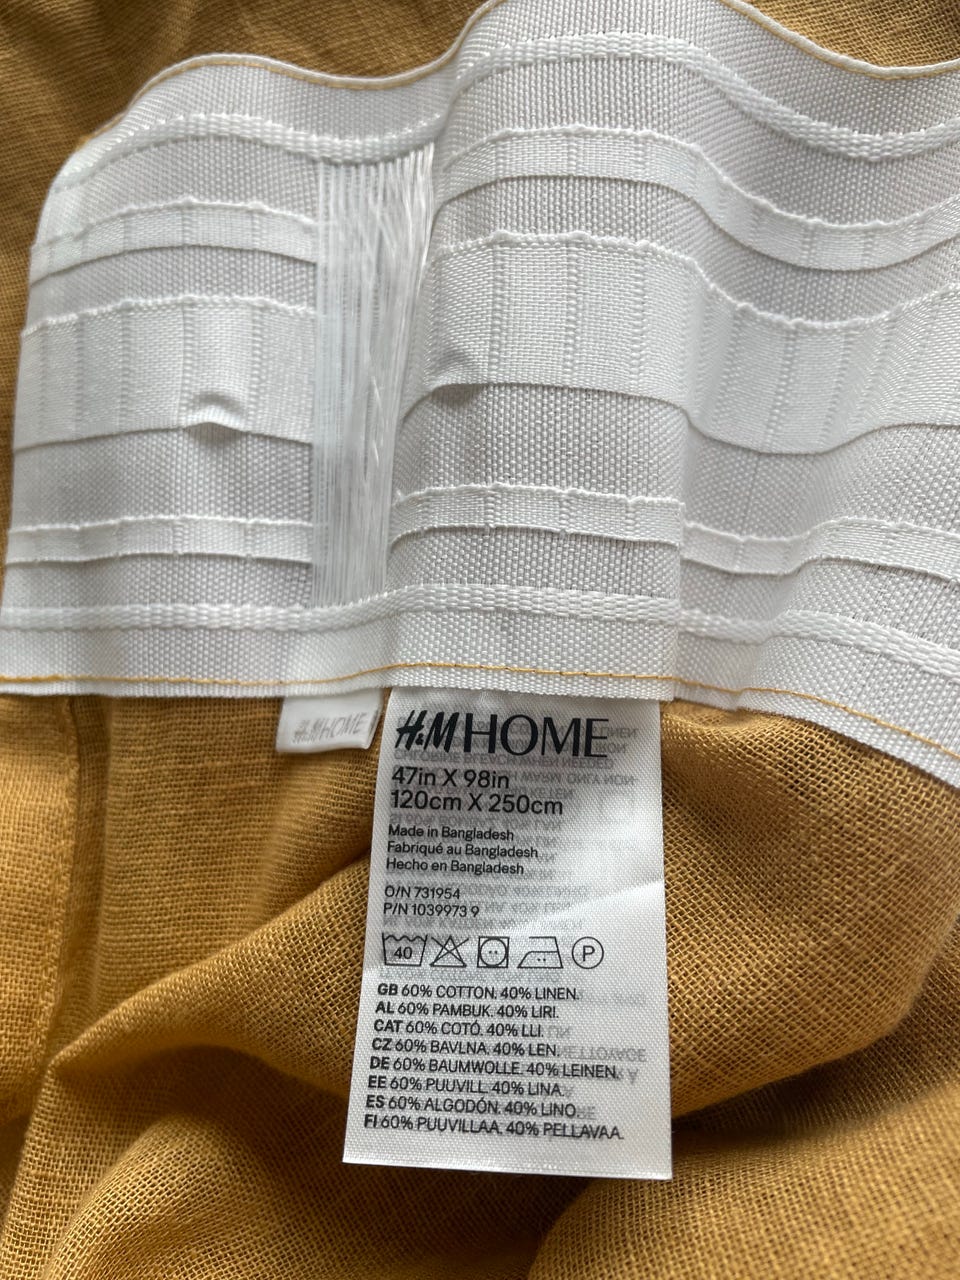 H&M HOME
H&M HOME
47in X 98in
120cm X 250cm
Made in Bangladesh
Fabriqué au Bangladesh
Hecho en Bangladesh
O/N 731954
P/N 1039973 9
40 P
GB 60% COTTON. 40% LINEN.
AL 60% PAMBUK. 40% LIRI.
CAT 60% COTÓ. 40% LLI.
CZ 60% BAVLNA. 40% LEN.
DE 60% BAUMWOLLE. 40% LEINEN.
EE 60% PUUVILL. 40% LINA.
ES 60% ALGODÓN. 40% LINO.
FI 60% PUUVILLAA. 40% PELLAVAA.